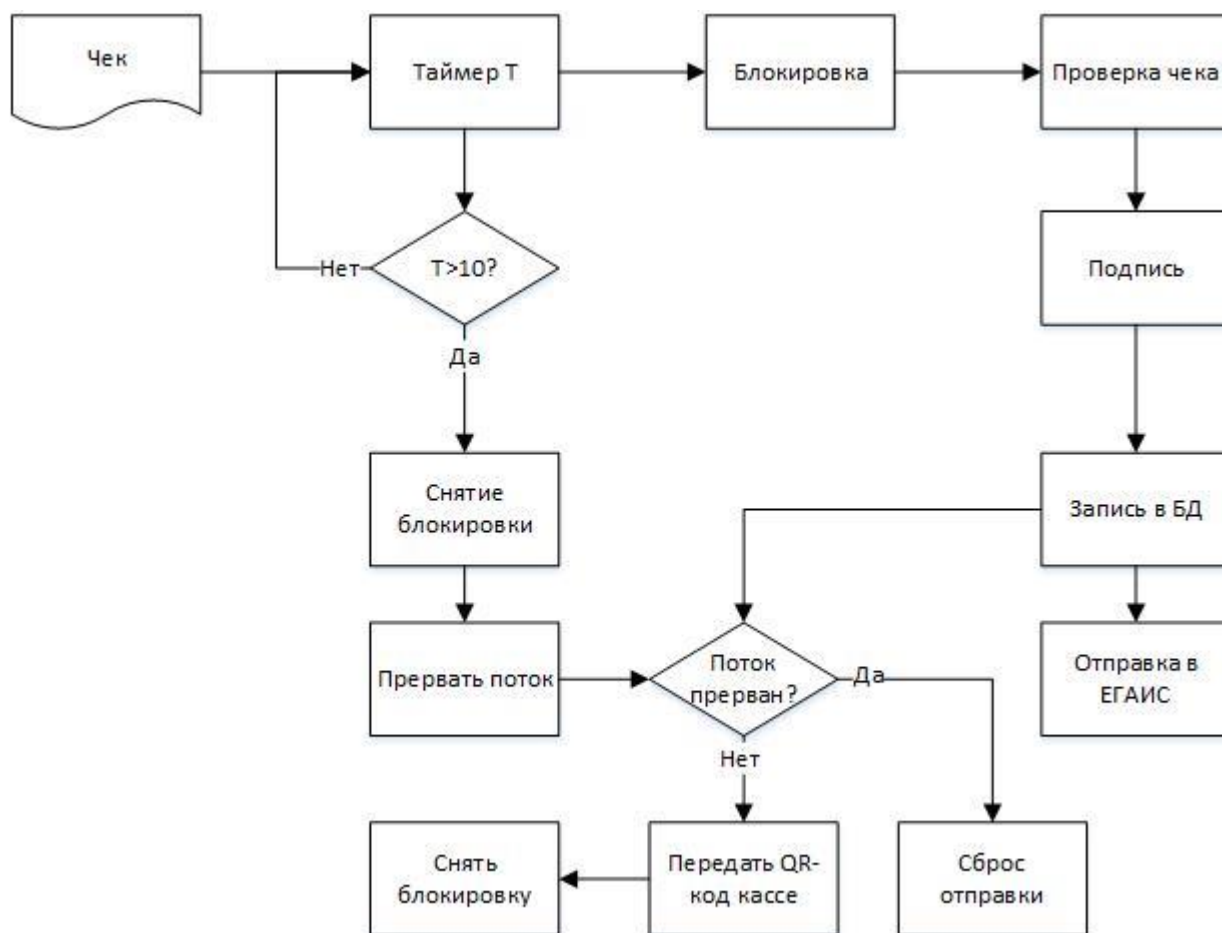 Чек
Таймер T
Блокировка
Проверка чека
Нет
T>10?
Подпись
Да
Снятие
блокировки
Запись в БД
Прервать поток
Поток
прерван?
Да
Отправка в
ЕГАИС
Нет
Снять
блокировку
Передать QR-
код кассе
Сброс
отправки